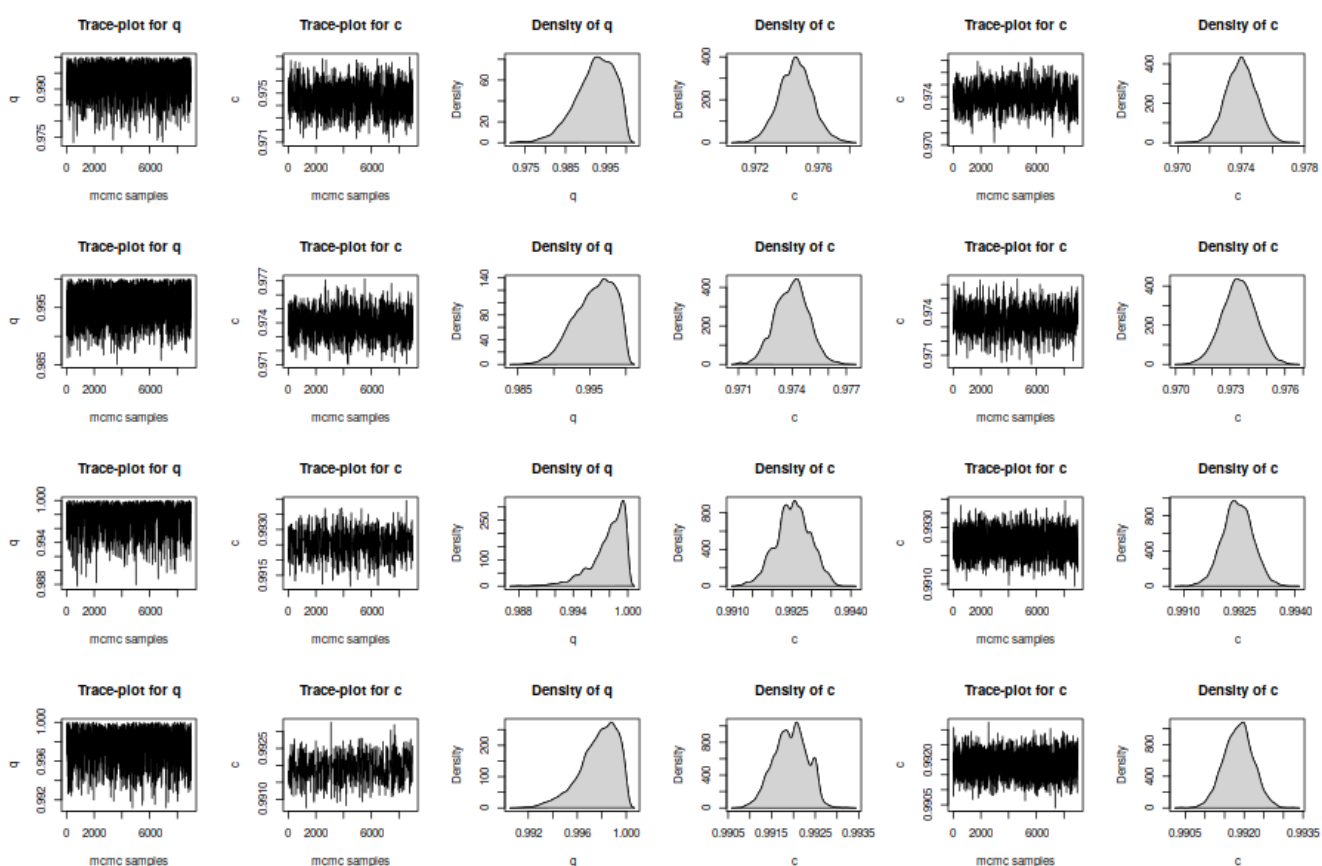 Trace-plot for q Trace-plot for c Density of q Density of c Trace-plot for c Density of c
q 0.975 0.990
c 0.971 0.975
Density 0 20 60
Density 0 200 400
c 0.970 0.974
Density 0 200 400
0 2000 6000 0 2000 6000 0.975 0.985 0.995 0.972 0.976 0 2000 6000 0.970 0.974 0.978
mcmc samples mcmc samples q c mcmc samples c
Trace-plot for q Trace-plot for c Density of q Density of c Trace-plot for c Density of c
q 0.985 0.995
c 0.971 0.974 0.977
Density 0 40 80 140
Density 0 200 400
c 0.971 0.974
Density 0 200 400
0 2000 6000 0 2000 6000 0.985 0.995 0.971 0.974 0.977 0 2000 6000 0.970 0.973 0.976
mcmc samples mcmc samples q c mcmc samples c
Trace-plot for q Trace-plot for c Density of q Density of c Trace-plot for c Density of c
q 0.988 0.994 1.000
c 0.9915 0.9930
Density 0 100 250
Density 0 400 800
c 0.9910 0.9930
Density 0 400 800
0 2000 6000 0 2000 6000 0.988 0.994 1.000 0.9910 0.9925 0.9940 0 2000 6000 0.9910 0.9925 0.9940
mcmc samples mcmc samples q c mcmc samples c
Trace-plot for q Trace-plot for c Density of q Density of c Trace-plot for c Density of c
q 0.992 0.996 1.000
c 0.9910 0.9925
Density 0 100 200
Density 0 400 800
c 0.9905 0.9920
Density 0 400 800
0 2000 6000 0 2000 6000 0.992 0.996 1.000 0.9905 0.9915 0.9925 0.9935 0 2000 6000 0.9905 0.9920 0.9935
mcmc samples mcmc samples q c mcmc samples c